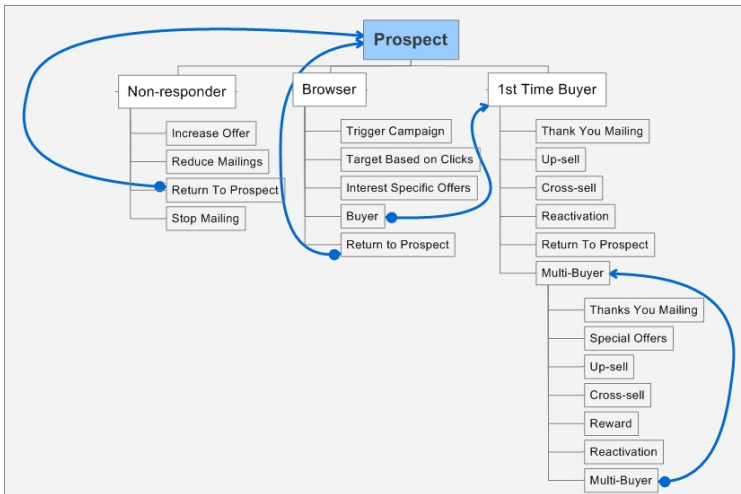 Prospect
Non-responder
Increase Offer
Reduce Mailings
Return To Prospect
Stop Mailing
Browser
Trigger Campaign
Target Based on Clicks
Interest Specific Offers
Buyer
Return to Prospect
1st Time Buyer
Thank You Mailing
Up-sell
Cross-sell
Reactivation
Return To Prospect
Multi-Buyer
Thanks You Mailing
Special Offers
Up-sell
Cross-sell
Reward
Reactivation
Multi-Buyer